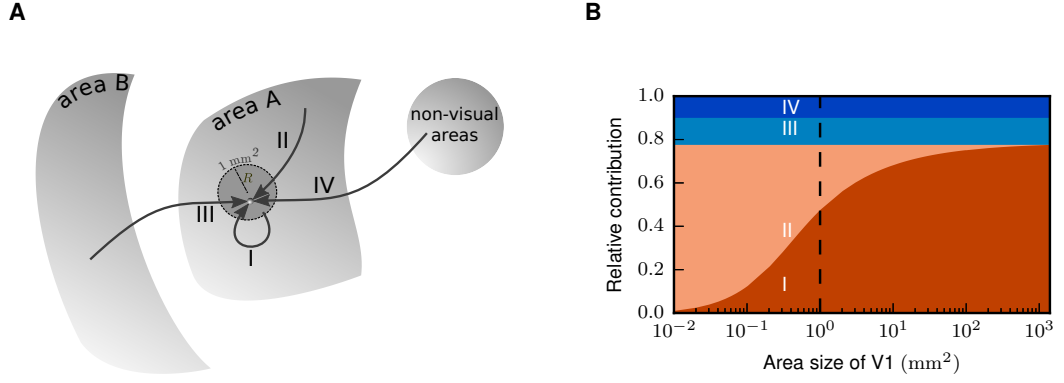 A
area B
area A
non-visual
areas
II
1 mm²
R
IV
III
I
B
Relative contribution
1.0
0.8
0.6
0.4
0.2
0.0
IV
III
II
I
10⁻² 10⁻¹ 10⁰ 10¹ 10² 10³
Area size of V1 (mm²)